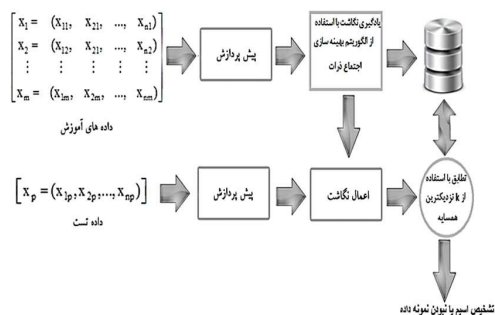 x₁ = (x₁₁, x₂₁, ..., xₙ₁)
x₂ = (x₁₂, x₂₁, ..., xₙ₂)
⋮ ⋮ ⋮ ⋮ ⋮
xₘ = (x₁ₘ, x₂ₘ, ..., xₙₘ)
داده های آموزش
پیش پردازش
یادگیری نگاشت با استفاده
از الگوریتم بهینه سازی
اجتماع ذرات
[xₚ = (x₁ₚ, x₂ₚ,..., xₙₚ)]
داده تست
پیش پردازش
اعمال نگاشت
تطابق با استفاده
از k نزدیکترین
همسایه
تشخیص اسپم یا نبودن نمونه داده